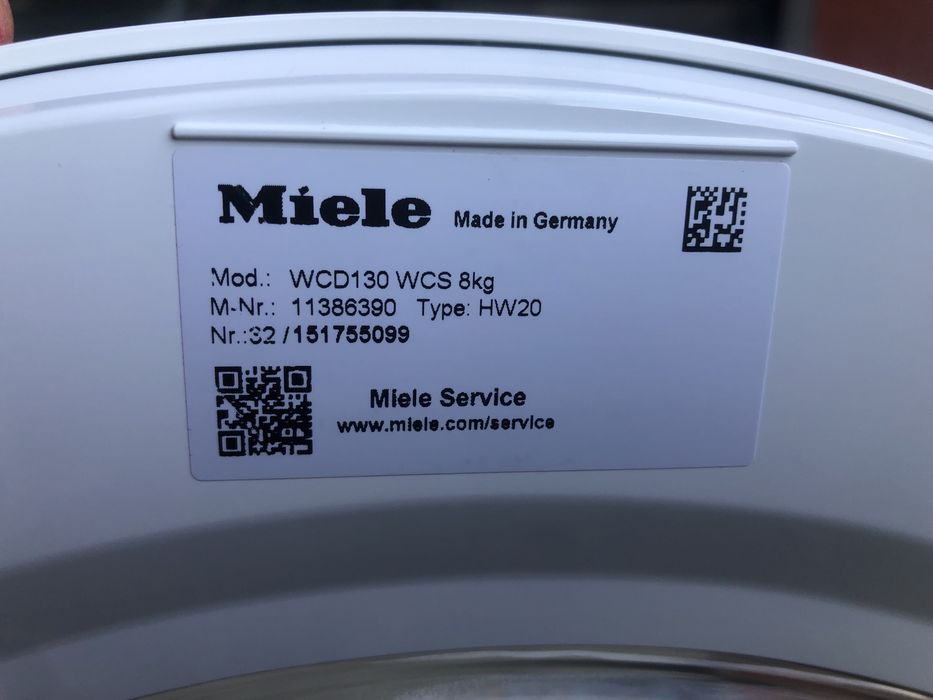 Miele Made in Germany
Mod.: WCD130 WCS 8kg
M-Nr.: 11386390 Type: HW20
Nr.:32 /151755099
Miele Service
www.miele.com/service